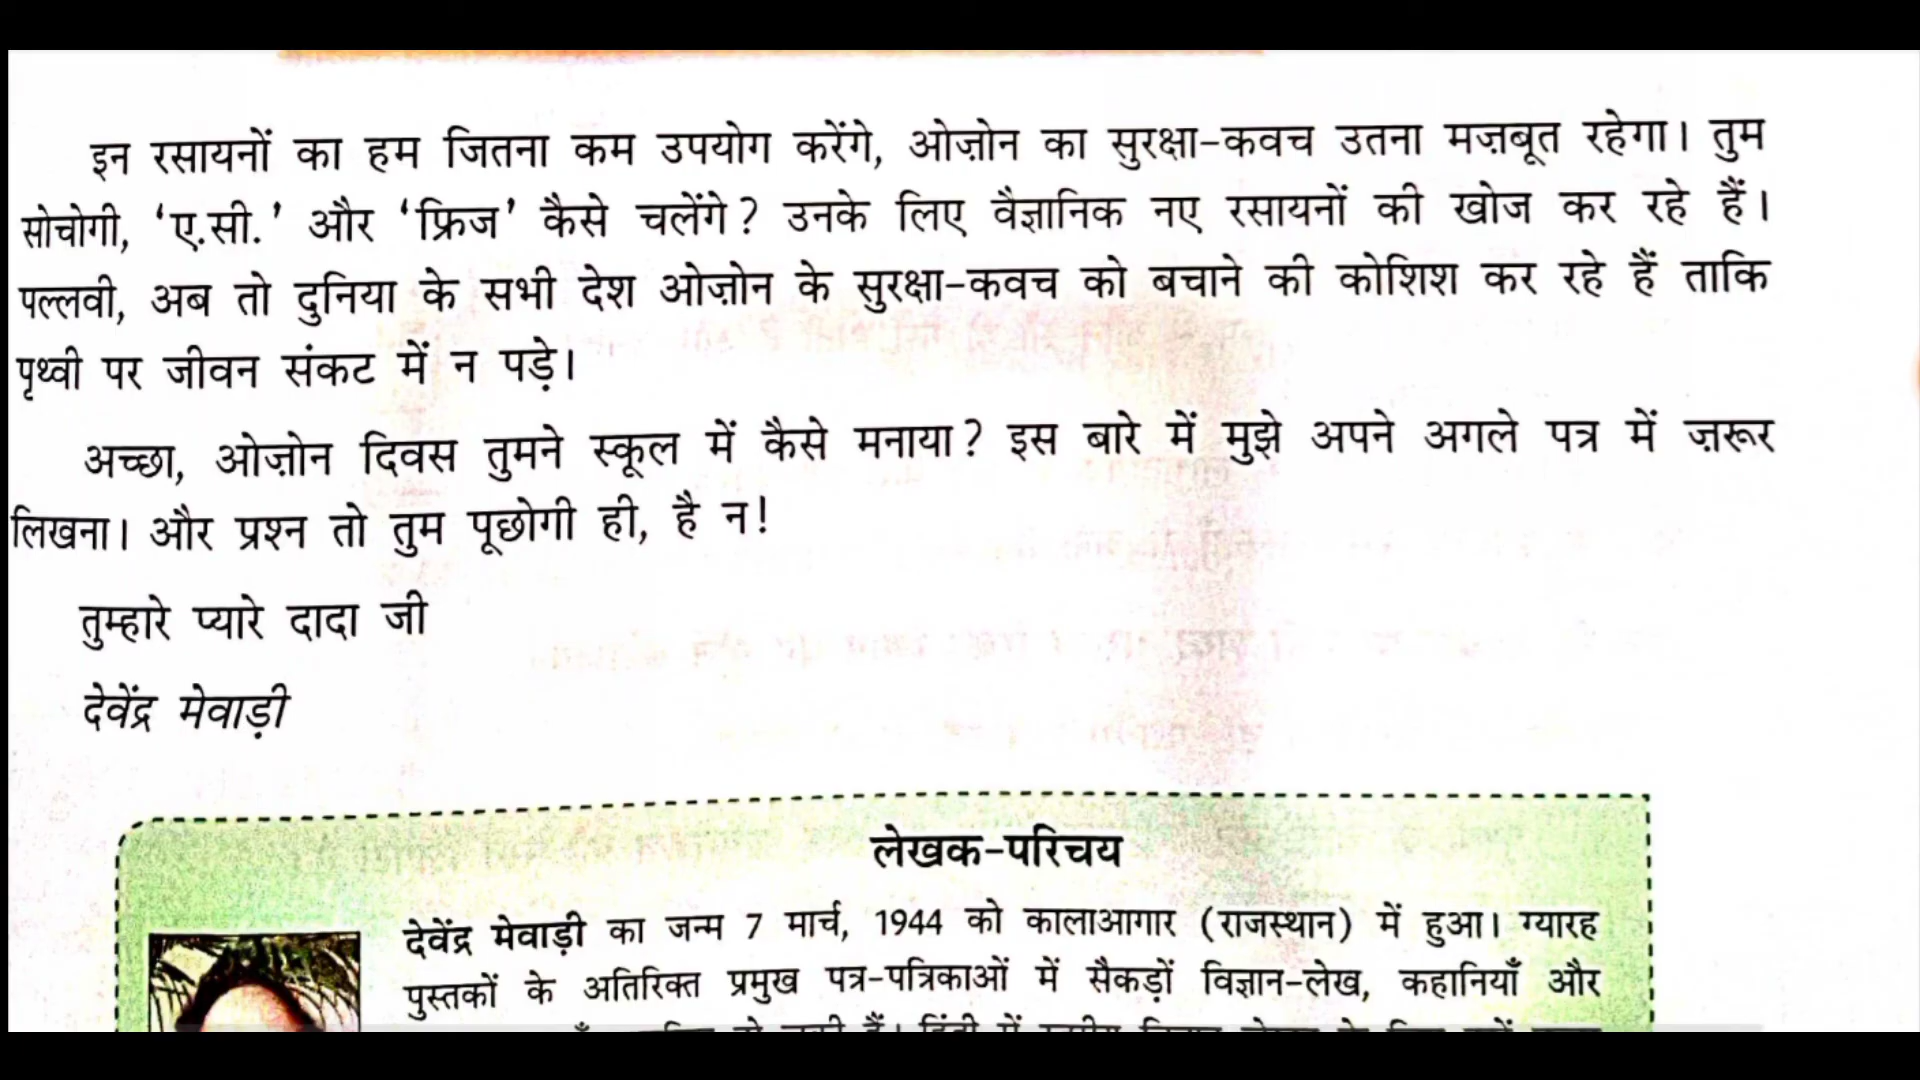 इन रसायनों का हम जितना कम उपयोग करेंगे, ओज़ोन का सुरक्षा-कवच उतना मज़बूत रहेगा। तुम
सोचोगी, ‘ए.सी.’ और ‘फ्रिज’ कैसे चलेंगे? उनके लिए वैज्ञानिक नए रसायनों की खोज कर रहे हैं।
पल्लवी, अब तो दुनिया के सभी देश ओज़ोन के सुरक्षा-कवच को बचाने की कोशिश कर रहे हैं ताकि
पृथ्वी पर जीवन संकट में न पड़े।
अच्छा, ओज़ोन दिवस तुमने स्कूल में कैसे मनाया? इस बारे में मुझे अपने अगले पत्र में ज़रूर
लिखना। और प्रश्न तो तुम पूछोगी ही, है न!
तुम्हारे प्यारे दादा जी
देवेंद्र मेवाड़ी
लेखक-परिचय
देवेंद्र मेवाड़ी का जन्म 7 मार्च, 1944 को कालाआगार (राजस्थान) में हुआ। ग्यारह
पुस्तकों के अतिरिक्त प्रमुख पत्र-पत्रिकाओं में सैकड़ों विज्ञान-लेख, कहानियाँ और